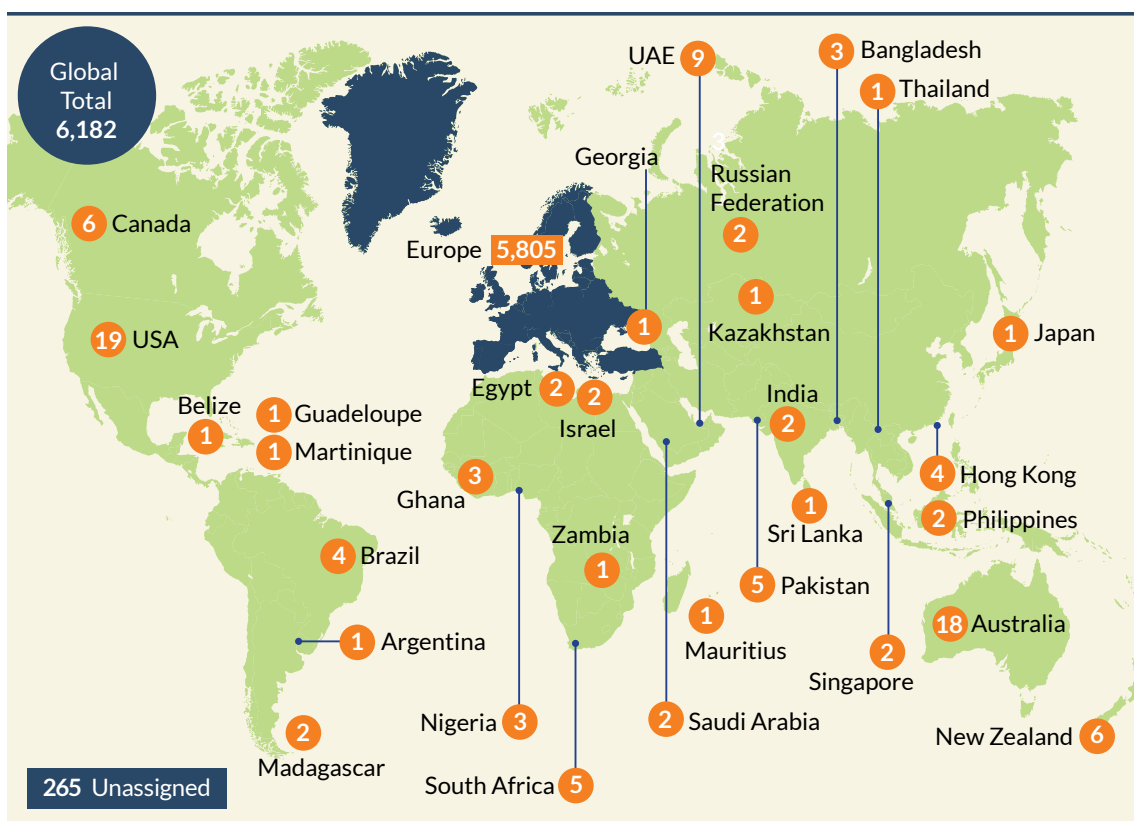 Global
Total
6,182
UAE 9
3 Bangladesh
1 Thailand
3
Georgia
Russian
Federation
2
6 Canada
Europe 5,805
1
Kazakhstan
1
19 USA
1 Japan
Egypt 2
2
Israel
India
2
Belize
1
1 Guadeloupe
1 Martinique
3
Ghana
4 Hong Kong
1
Sri Lanka
2 Philippines
Zambia
1
4 Brazil
5 Pakistan
1
Mauritius
18 Australia
1 Argentina
2
Singapore
2
Madagascar
Nigeria 3
2 Saudi Arabia
New Zealand 6
South Africa 5
265 Unassigned